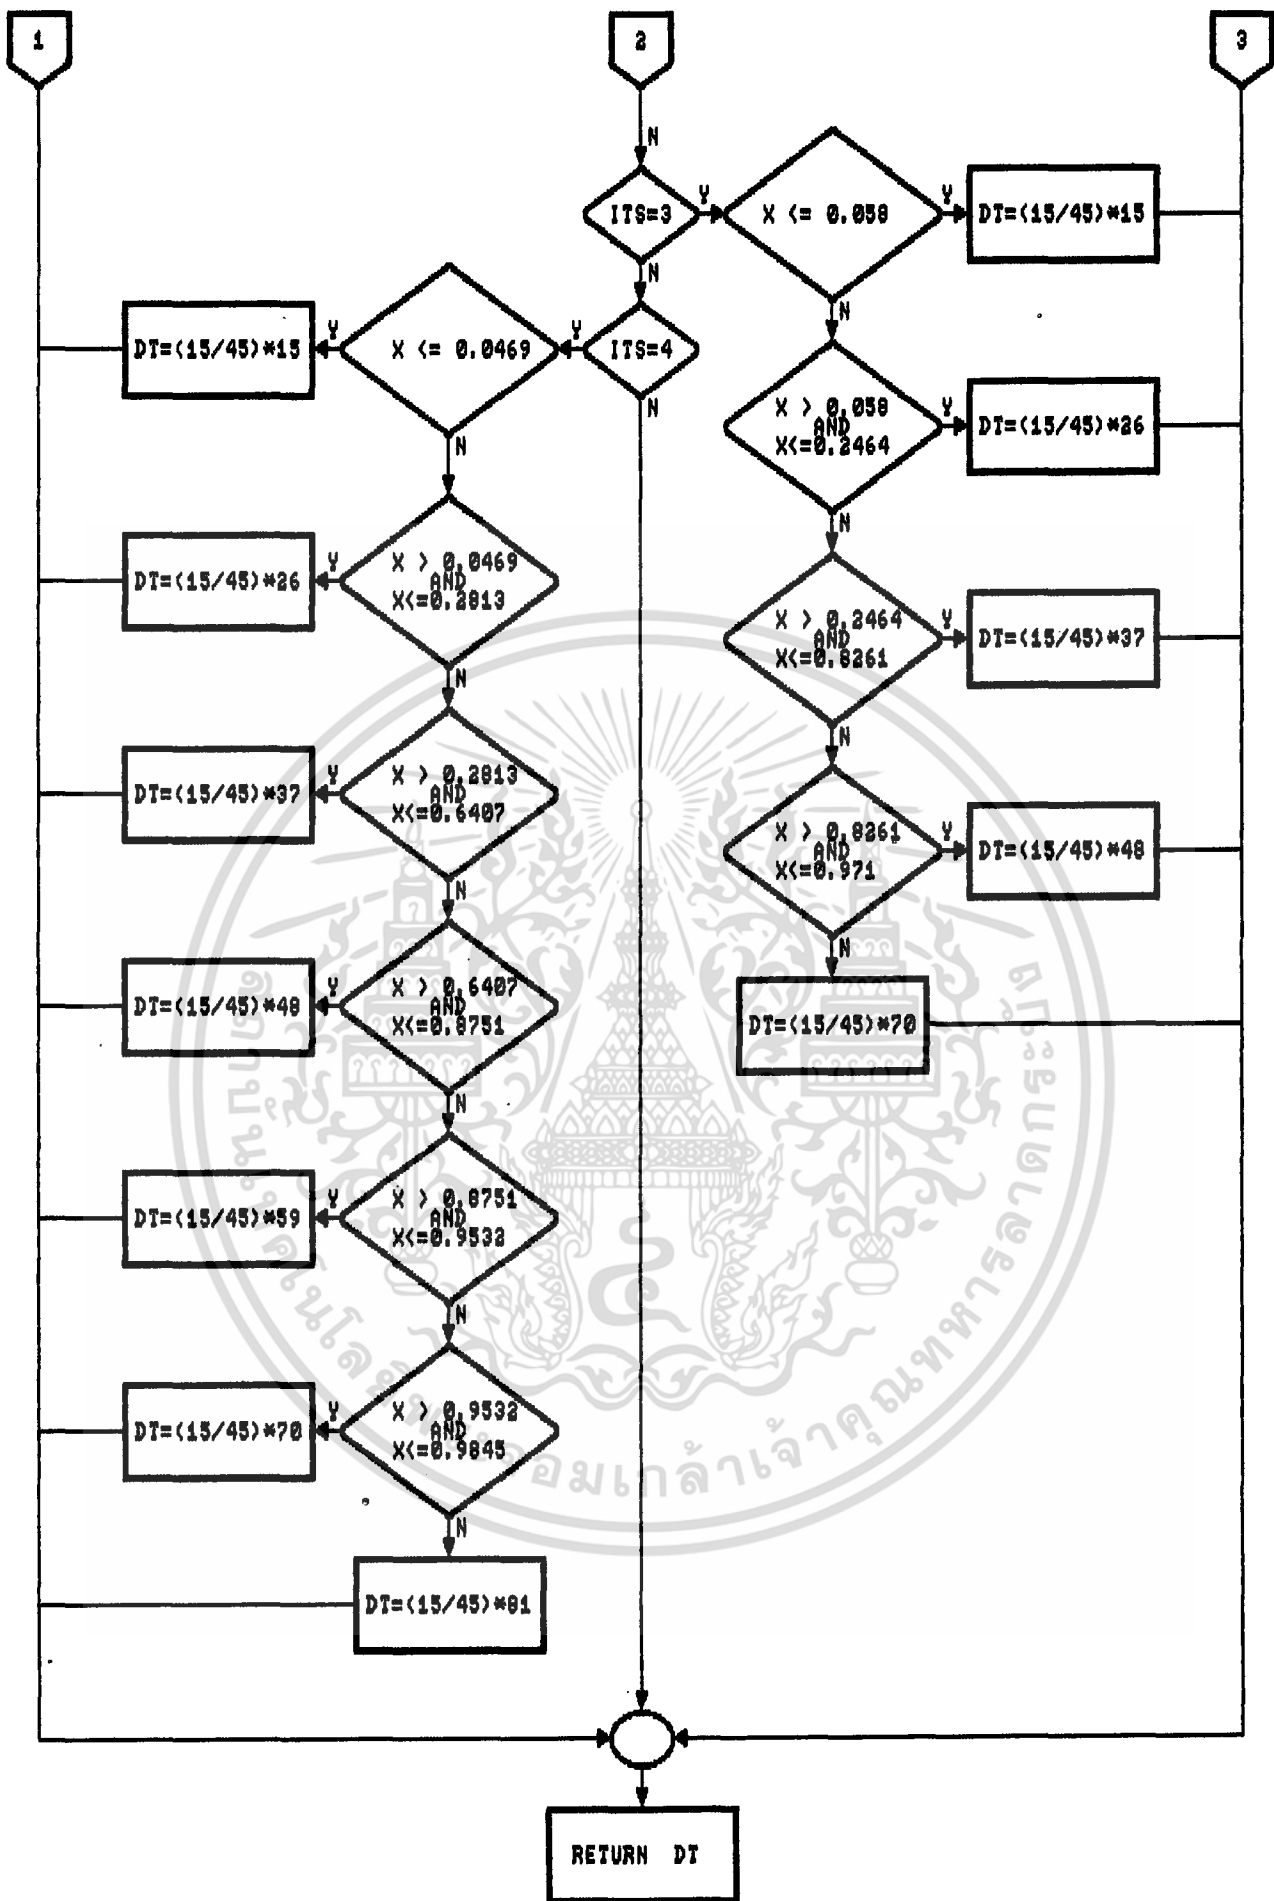 1
2
3
N
ITS=3
Y
X <= 0.058
Y
DT=(15/45)*15
N
N
DT=(15/45)*15
Y
X <= 0.0469
Y
ITS=4
N
N
X > 0.058
AND
X<=0.2464
Y
DT=(15/45)*26
N
DT=(15/45)*26
Y
X > 0.0469
AND
X<=0.2813
N
X > 0.2464
AND
X<=0.8261
Y
DT=(15/45)*37
N
DT=(15/45)*37
Y
X > 0.2813
AND
X<=0.6407
N
X > 0.8261
AND
X<=0.971
Y
DT=(15/45)*48
N
DT=(15/45)*70
DT=(15/45)*48
Y
X > 0.6407
AND
X<=0.8751
N
DT=(15/45)*59
Y
X > 0.8751
AND
X<=0.9532
N
DT=(15/45)*70
Y
X > 0.9532
AND
X<=0.9845
N
DT=(15/45)*81
RETURN DT